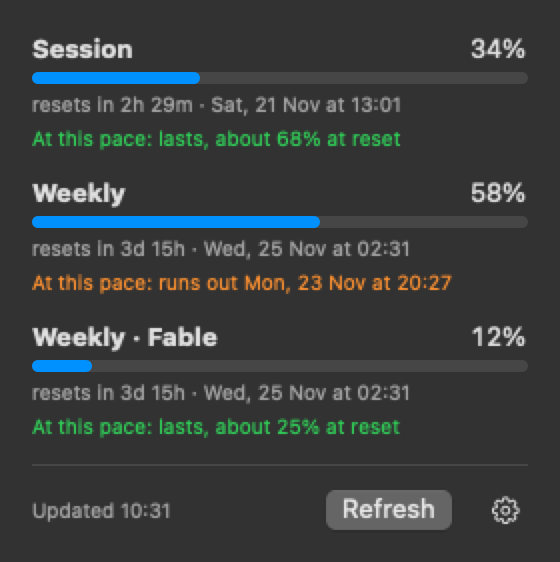 Session 34%
resets in 2h 29m · Sat, 21 Nov at 13:01
At this pace: lasts, about 68% at reset
Weekly 58%
resets in 3d 15h · Wed, 25 Nov at 02:31
At this pace: runs out Mon, 23 Nov at 20:27
Weekly · Fable 12%
resets in 3d 15h · Wed, 25 Nov at 02:31
At this pace: lasts, about 25% at reset
Updated 10:31 Refresh